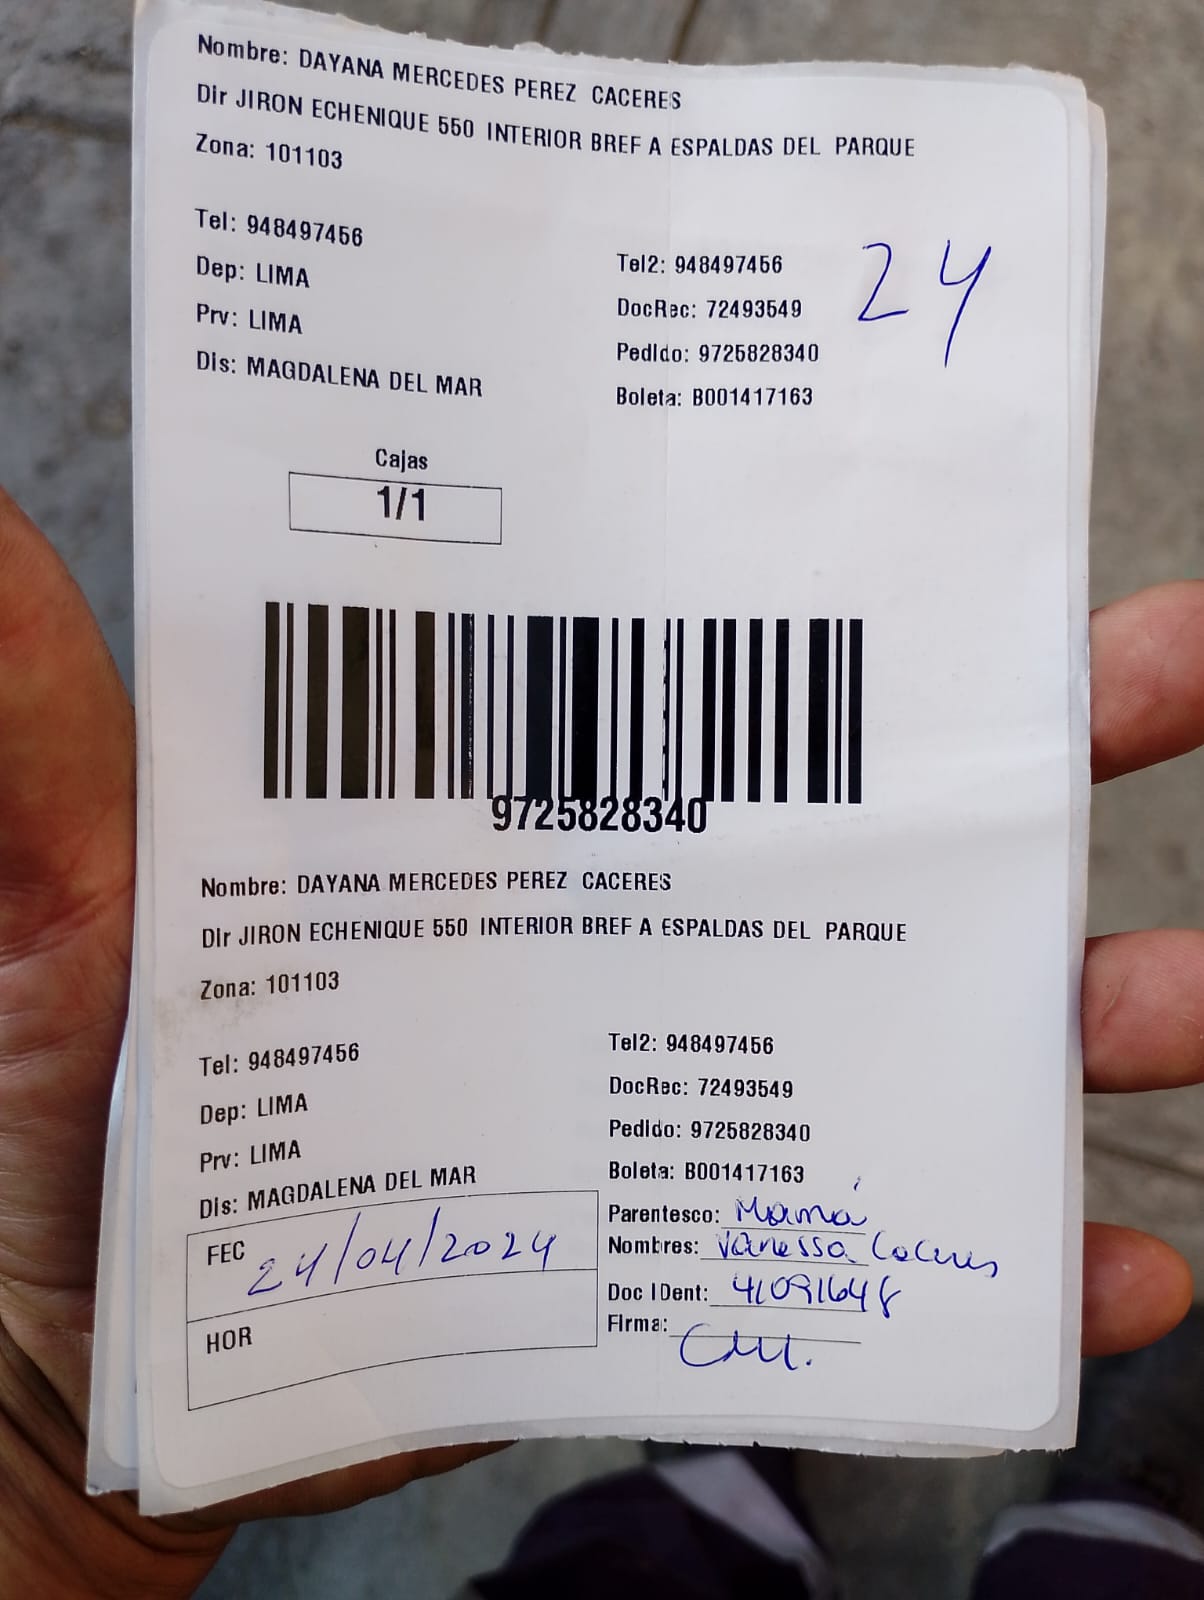 Nombre: DAYANA MERCEDES PEREZ CACERES
Dir JIRON ECHENIQUE 550 INTERIOR BREF A ESPALDAS DEL PARQUE
Zona: 101103
Tel: 948497456
Dep: LIMA
Prv: LIMA
Dis: MAGDALENA DEL MAR
Tel2: 948497456
DocRec: 72493549
Pedido: 9725828340
Boleta: B001417163
24
Cajas
1/1
9725828340
Nombre: DAYANA MERCEDES PEREZ CACERES
Dir JIRON ECHENIQUE 550 INTERIOR BREF A ESPALDAS DEL PARQUE
Zona: 101103
Tel: 948497456
Dep: LIMA
Prv: LIMA
Dis: MAGDALENA DEL MAR
Tel2: 948497456
DocRec: 72493549
Pedido: 9725828340
Boleta: B001417163
FEC 24/04/2024
HOR
Parentesco: Mamá
Nombres: Vanessa Caceres
Doc IDent: 41091648
Firma: